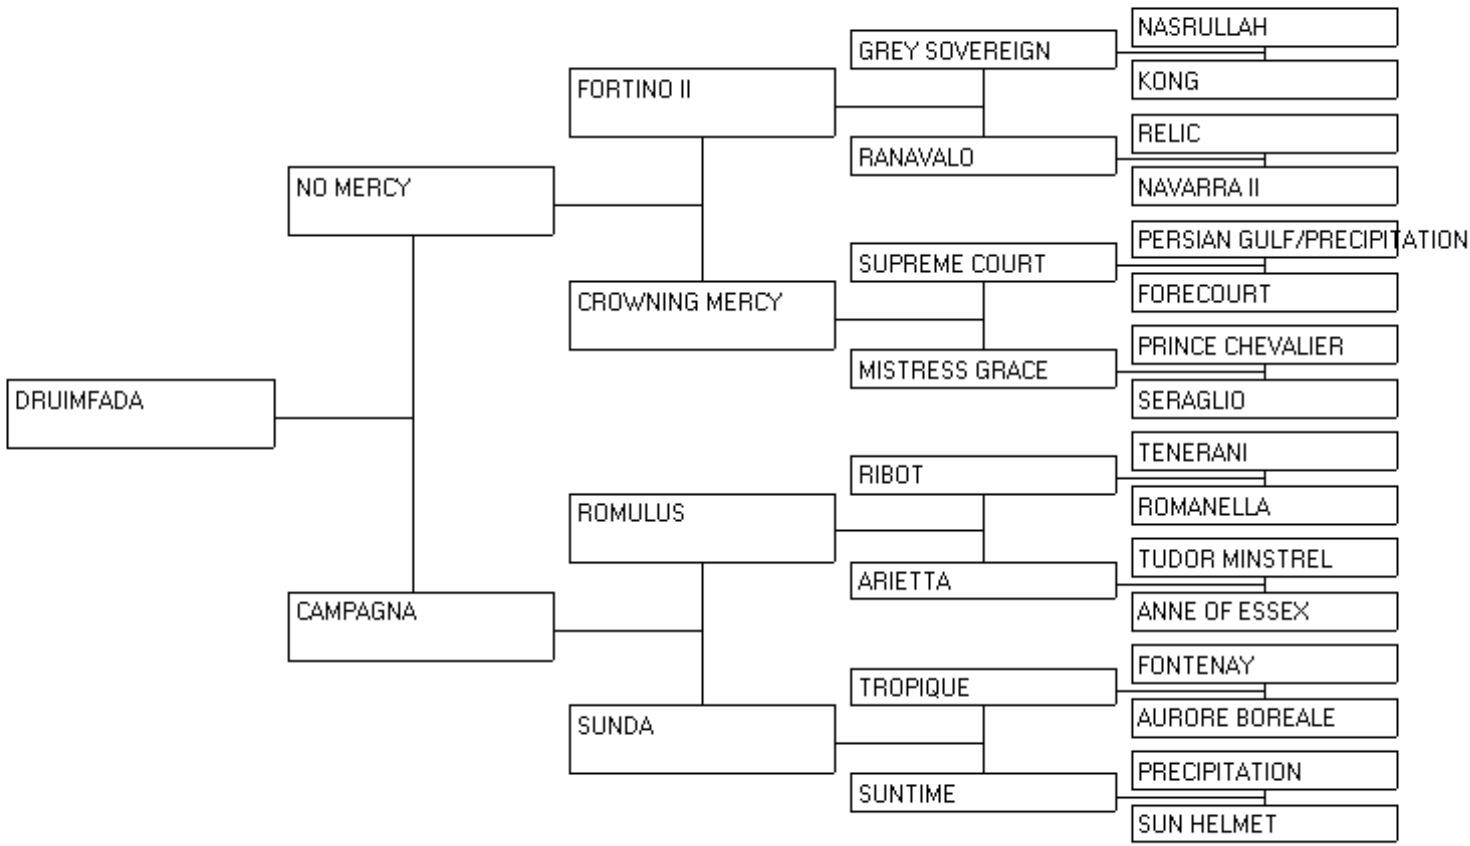 NASRULLAH
GREY SOVEREIGN
KONG
FORTINO II
RELIC
RANAVALO
NAVARRA II
NO MERCY
PERSIAN GULF/PRECIPITATION
SUPREME COURT
FORECOURT
CROWNING MERCY
PRINCE CHEVALIER
MISTRESS GRACE
SERAGLIO
DRUIMFADA
TENERANI
RIBOT
ROMANELLA
ROMULUS
TUDOR MINSTREL
ARIETTA
ANNE OF ESSEX
CAMPAGNA
FONTENAY
TROPIQUE
AURORE BOREALE
SUNDA
PRECIPITATION
SUNTIME
SUN HELMET